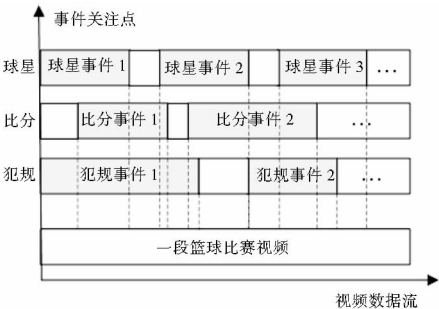 事件关注点
球星 球星事件 1 球星事件 2 球星事件 3 ...
比分 比分事件 1 比分事件 2 ...
犯规 犯规事件 1 犯规事件 2 ...
一段篮球比赛视频
视频数据流